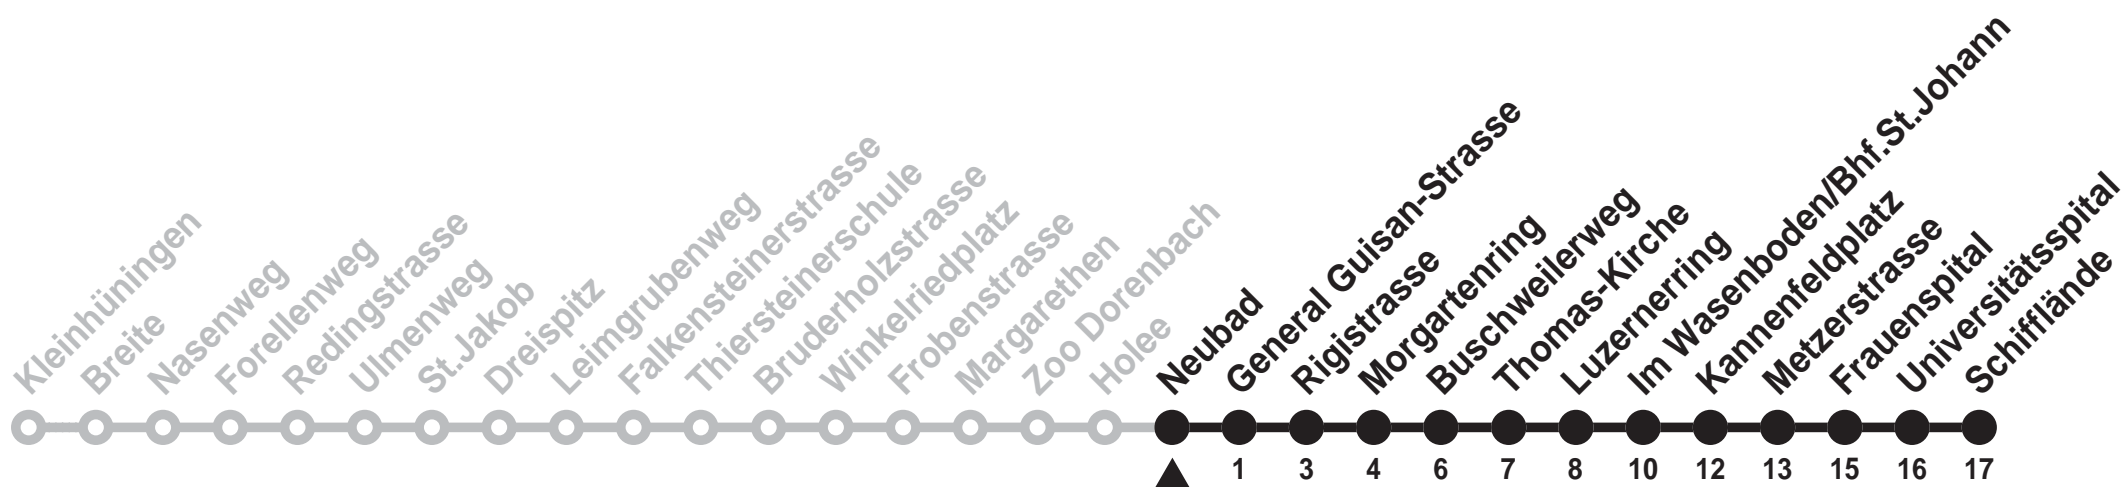 Kleinhüningen
Breite
Nasenweg
Forellenweg
Redingstrasse
Ulmenweg
St.Jakob
Dreispitz
Leimgrubenweg
Falkensteinerstrasse
Thiersteinerschule
Bruderholzstrasse
Winkelriedplatz
Frobenstrasse
Margarethen
Zoo Dorenbach
Holee
Neubad
General Guisan-Strasse
Rigistrasse
Morgartenring
Buschweilerweg
Thomas-Kirche
Luzernerring
Im Wasenboden/Bhf.St.Johann
Kannenfeldplatz
Metzerstrasse
Frauenspital
Universitätsspital
Schifflände
1 3 4 6 7 8 10 12 13 15 16 17